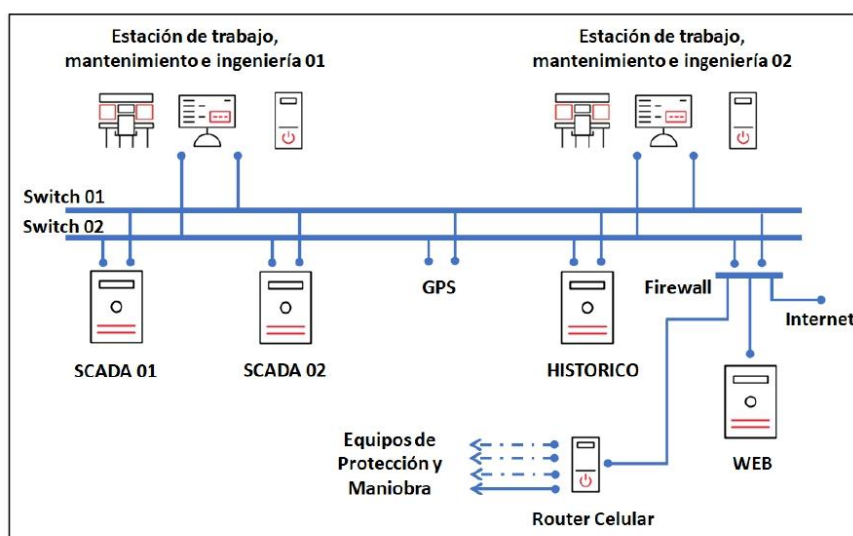 Estación de trabajo,
mantenimiento e ingeniería 01
Estación de trabajo,
mantenimiento e ingeniería 02
Switch 01
Switch 02
GPS
Firewall
Internet
SCADA 01
SCADA 02
HISTORICO
Equipos de
Protección y
Maniobra
WEB
Router Celular